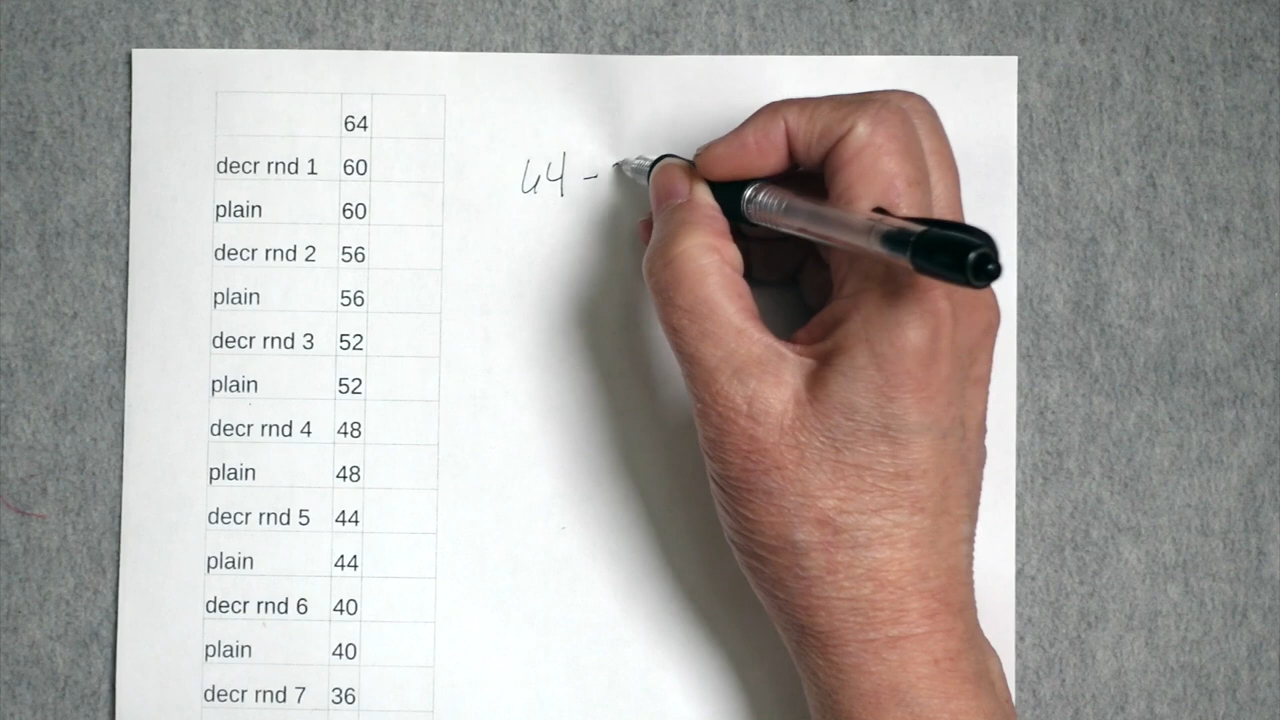 64
decr rnd 1 60
plain 60
decr rnd 2 56
plain 56
decr rnd 3 52
plain 52
decr rnd 4 48
plain 48
decr rnd 5 44
plain 44
decr rnd 6 40
plain 40
decr rnd 7 36
64 -